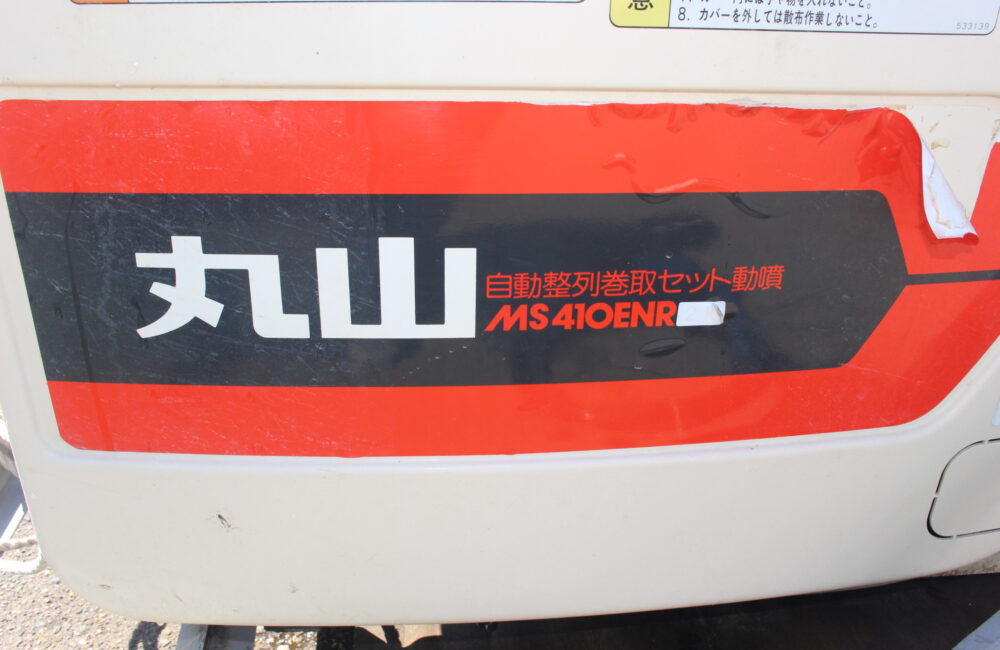 8. カバーを外しては散布作業しないこと。
533139
丸山
自動整列巻取セット動噴
MS410ENR